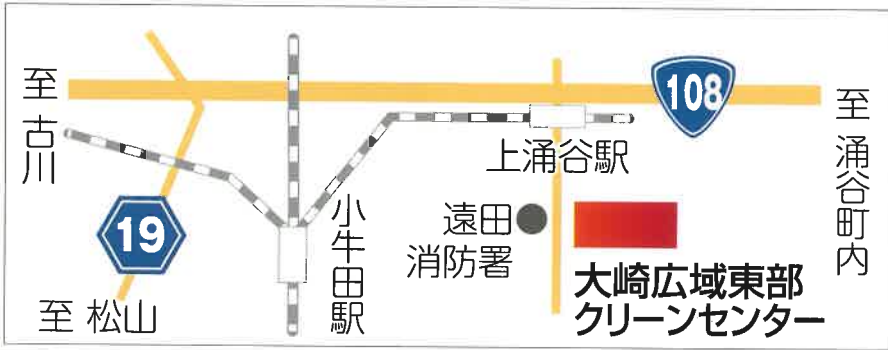 至 古川
108
至 涌谷町内
上涌谷駅
19
小牛田駅
遠田
消防署
大崎広域東部
クリーンセンター
至 松山